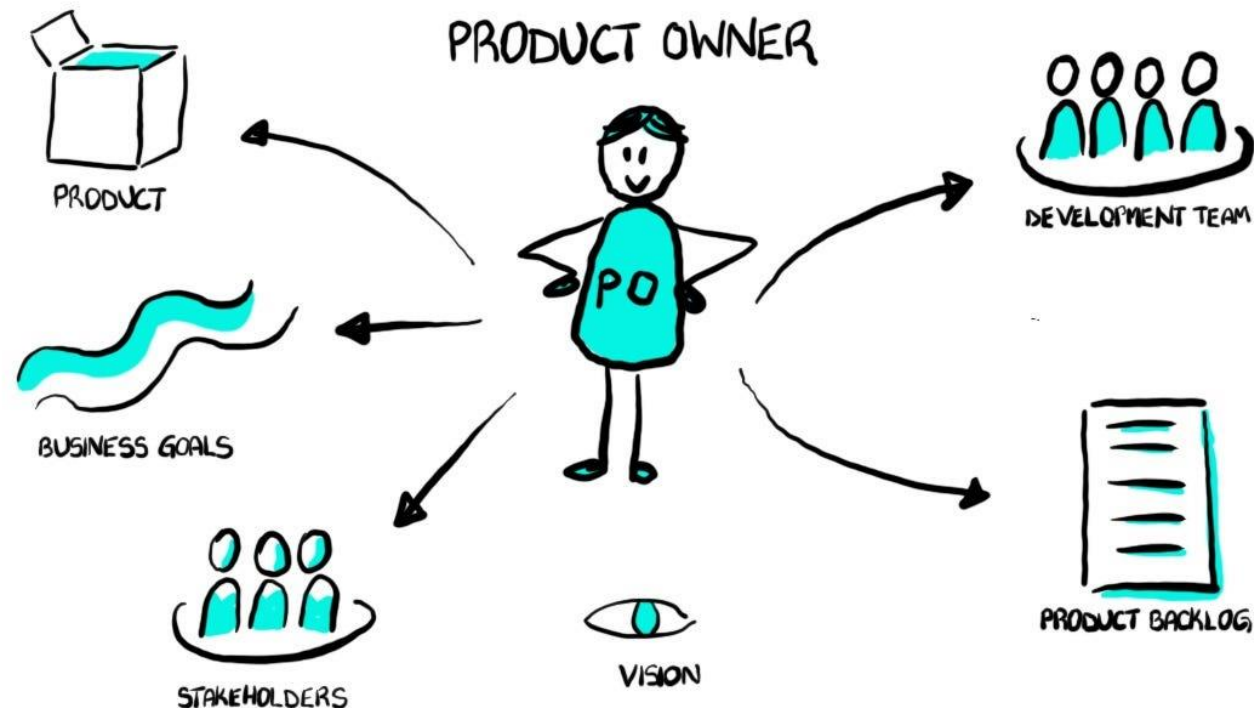 PRODUCT OWNER
PRODUCT
DEVELOPMENT TEAM
PO
BUSINESS GOALS
PRODUCT BACKLOG
VISION
STAKEHOLDERS